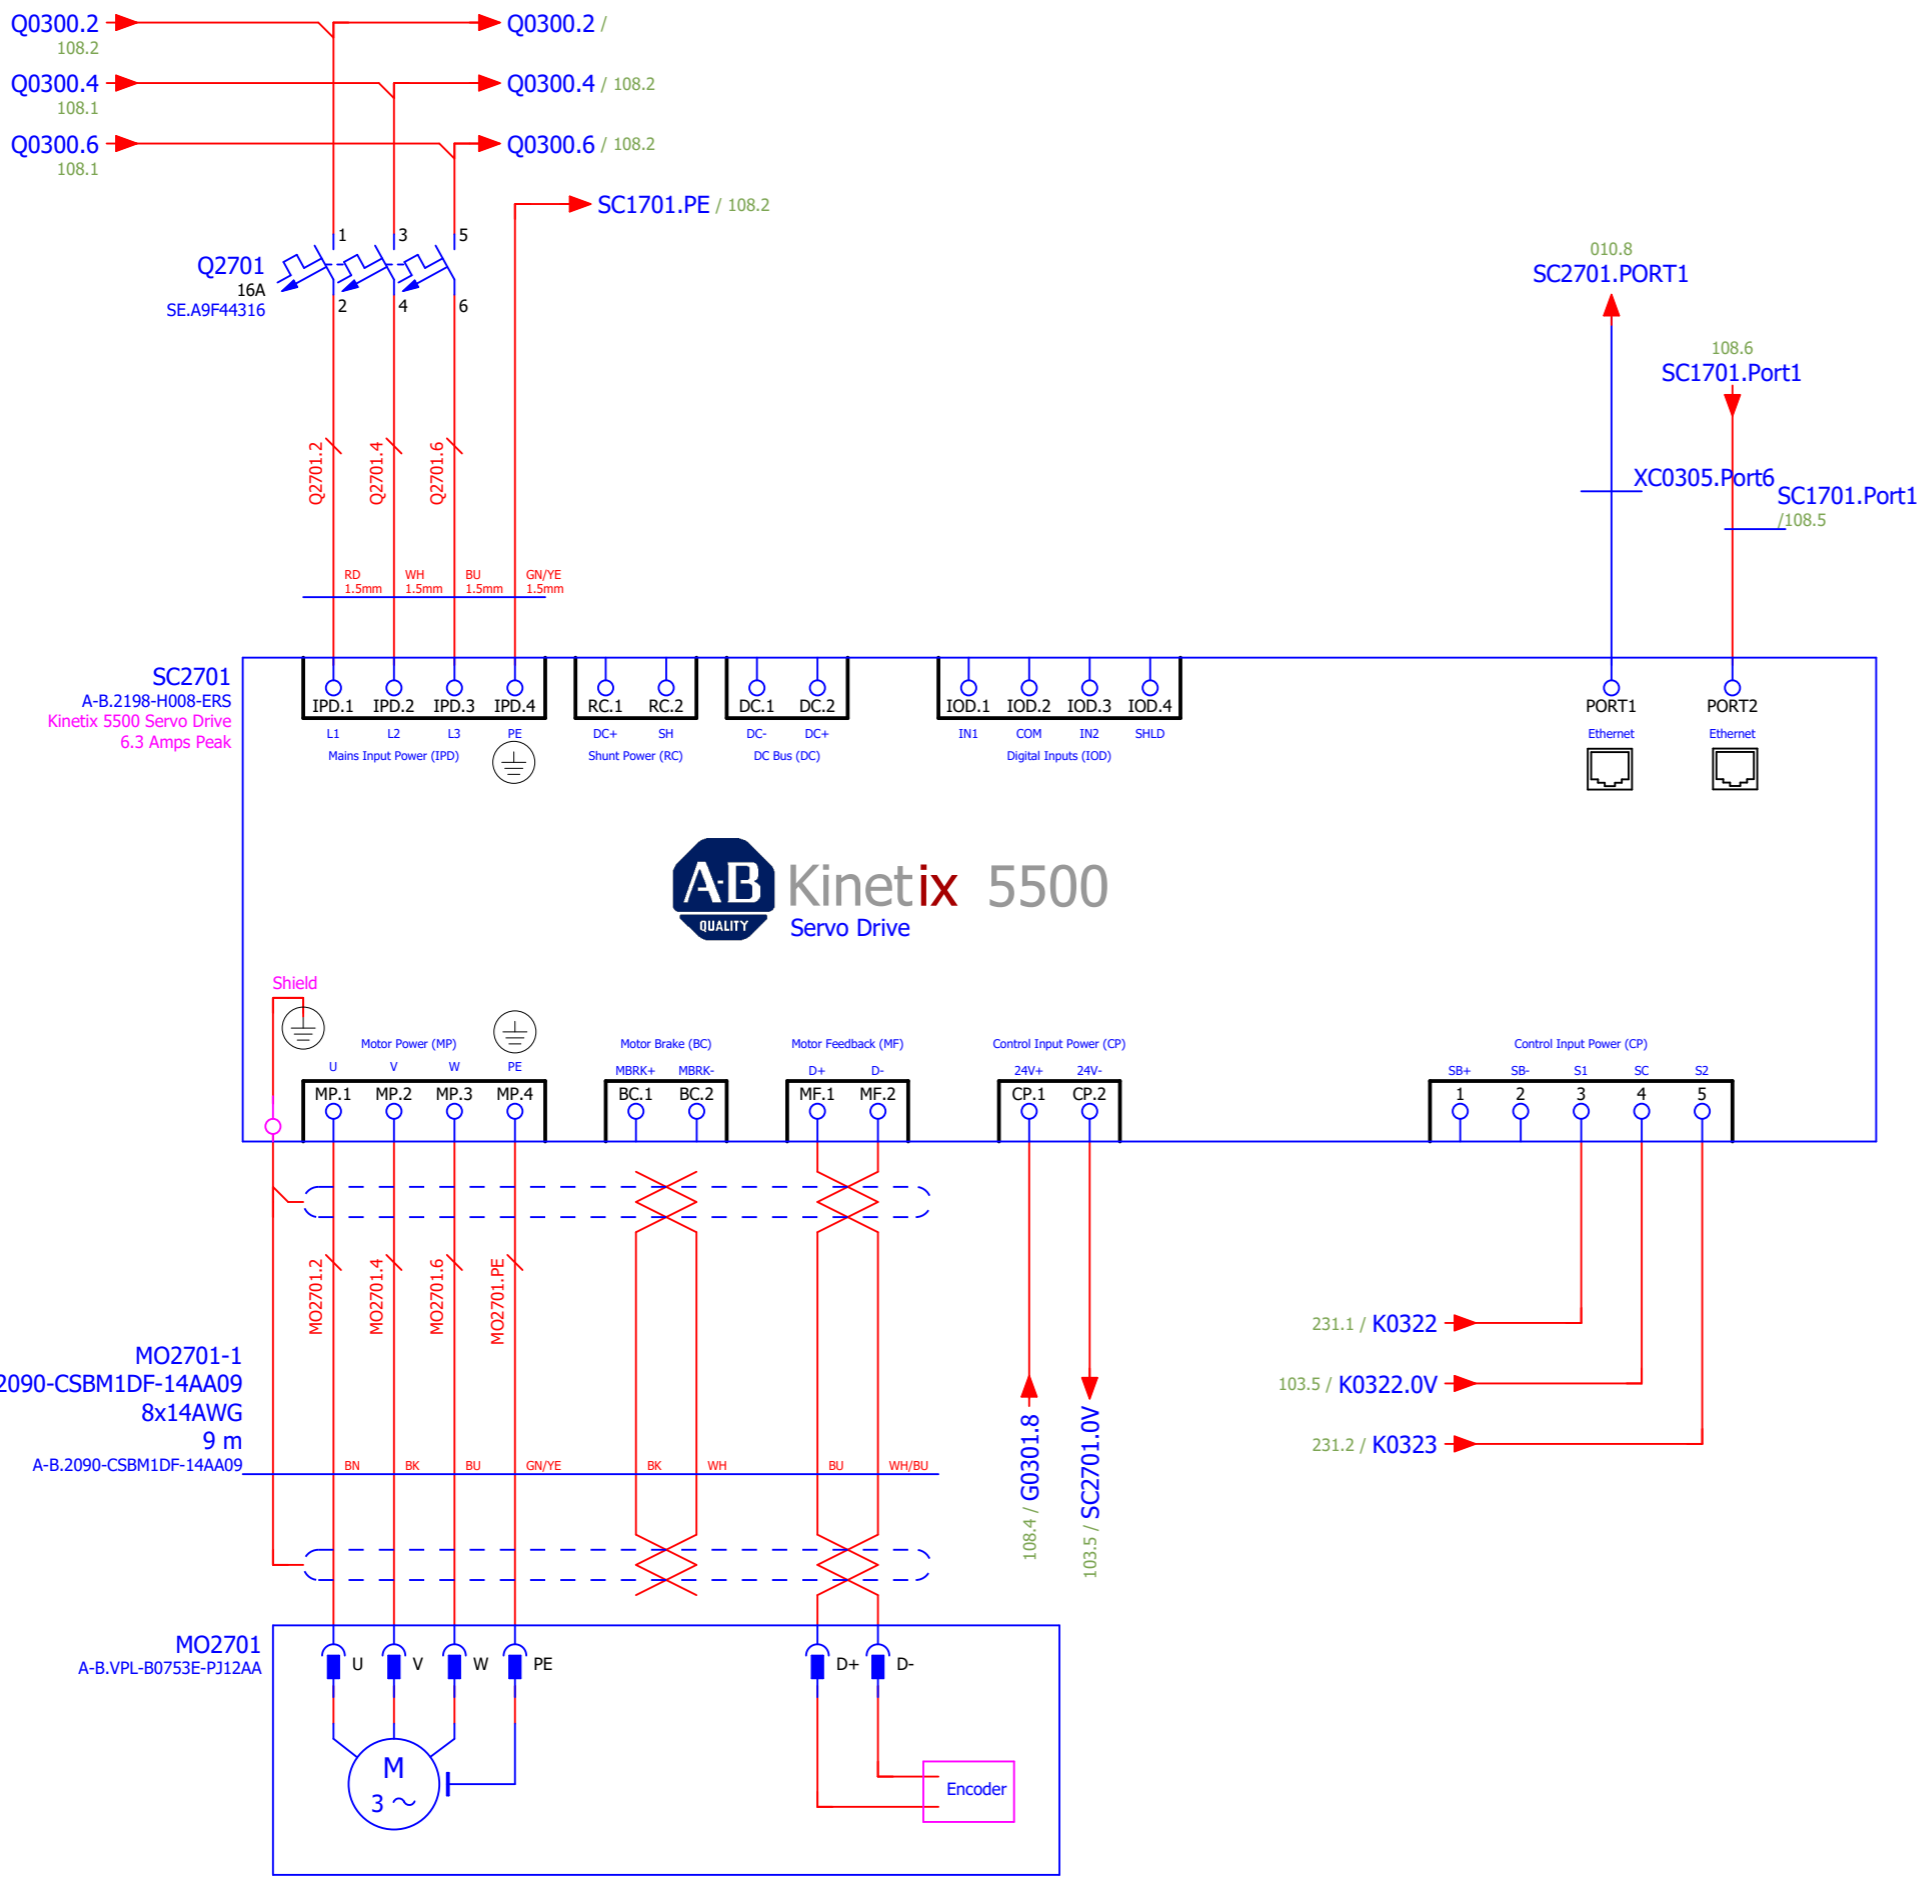 Q0300.2
108.2
Q0300.2 /
Q0300.4
108.1
Q0300.4 / 108.2
Q0300.6
108.1
Q0300.6 / 108.2
SC1701.PE / 108.2
1 3 5
Q2701
16A
SE.A9F44316
2 4 6
010.8
SC2701.PORT1
108.6
SC1701.Port1
XC0305.Port6
SC1701.Port1
/108.5
Q2701.2
Q2701.4
Q2701.6
RD WH BU GN/YE
1.5mm 1.5mm 1.5mm 1.5mm
SC2701
A-B.2198-H008-ERS
Kinetix 5500 Servo Drive
6.3 Amps Peak
IPD.1 IPD.2 IPD.3 IPD.4 RC.1 RC.2 DC.1 DC.2 IOD.1 IOD.2 IOD.3 IOD.4 PORT1 PORT2
L1 L2 L3 PE DC+ SH DC- DC+ IN1 COM IN2 SHLD Ethernet Ethernet
Mains Input Power (IPD) Shunt Power (RC) DC Bus (DC) Digital Inputs (IOD)
A-B
QUALITY
Kinetix 5500
Servo Drive
Shield
Motor Power (MP) Motor Brake (BC) Motor Feedback (MF) Control Input Power (CP) Control Input Power (CP)
U V W PE MBRK+ MBRK- D+ D- 24V+ 24V- SB+ SB- S1 SC S2
MP.1 MP.2 MP.3 MP.4 BC.1 BC.2 MF.1 MF.2 CP.1 CP.2 1 2 3 4 5
MO2701.2
MO2701.4
MO2701.6
MO2701.PE
231.1 / K0322
103.5 / K0322.0V
231.2 / K0323
108.4 / G0301.8
103.5 / SC2701.0V
MO2701-1
2090-CSBM1DF-14AA09
8x14AWG
9 m
A-B.2090-CSBM1DF-14AA09
BN BK BU GN/YE BK WH BU WH/BU
MO2701
A-B.VPL-B0753E-PJ12AA
U V W PE D+ D-
M
3 ~
Encoder